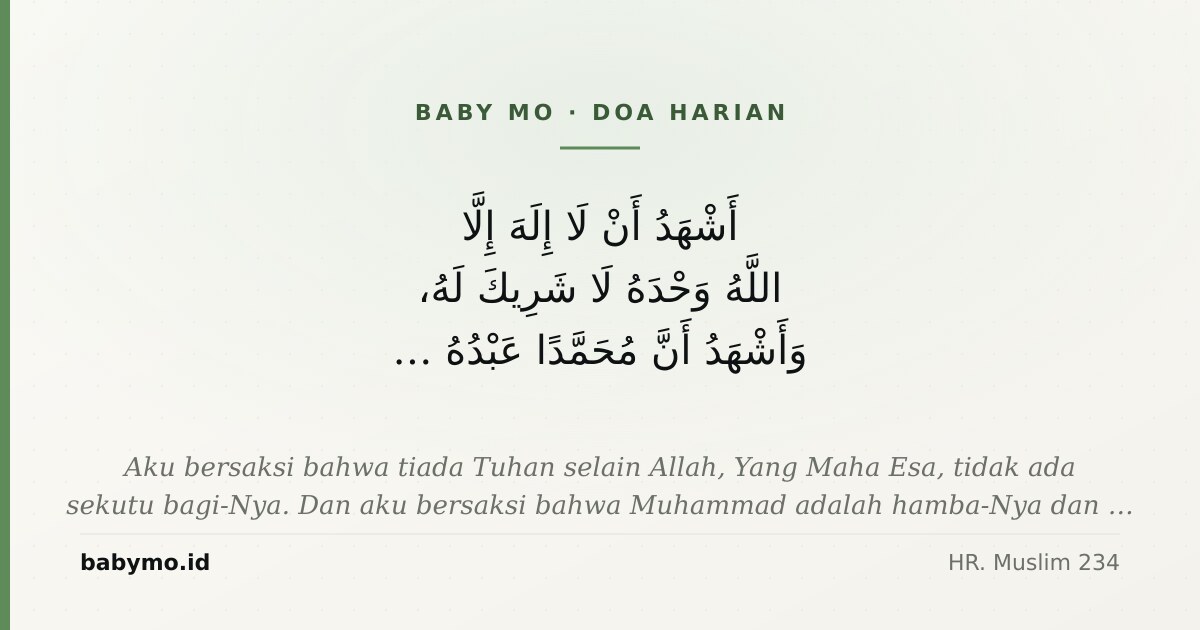 BABY MO · DOA HARIAN
أَشْهَدُ أَنْ لَا إِلَهَ إِلَّا
اللَّهُ وَحْدَهُ لَا شَرِيكَ لَهُ،
وَأَشْهَدُ أَنَّ مُحَمَّدًا عَبْدُهُ ...
Aku bersaksi bahwa tiada Tuhan selain Allah, Yang Maha Esa, tidak ada
sekutu bagi-Nya. Dan aku bersaksi bahwa Muhammad adalah hamba-Nya dan ...
babymo.id
HR. Muslim 234